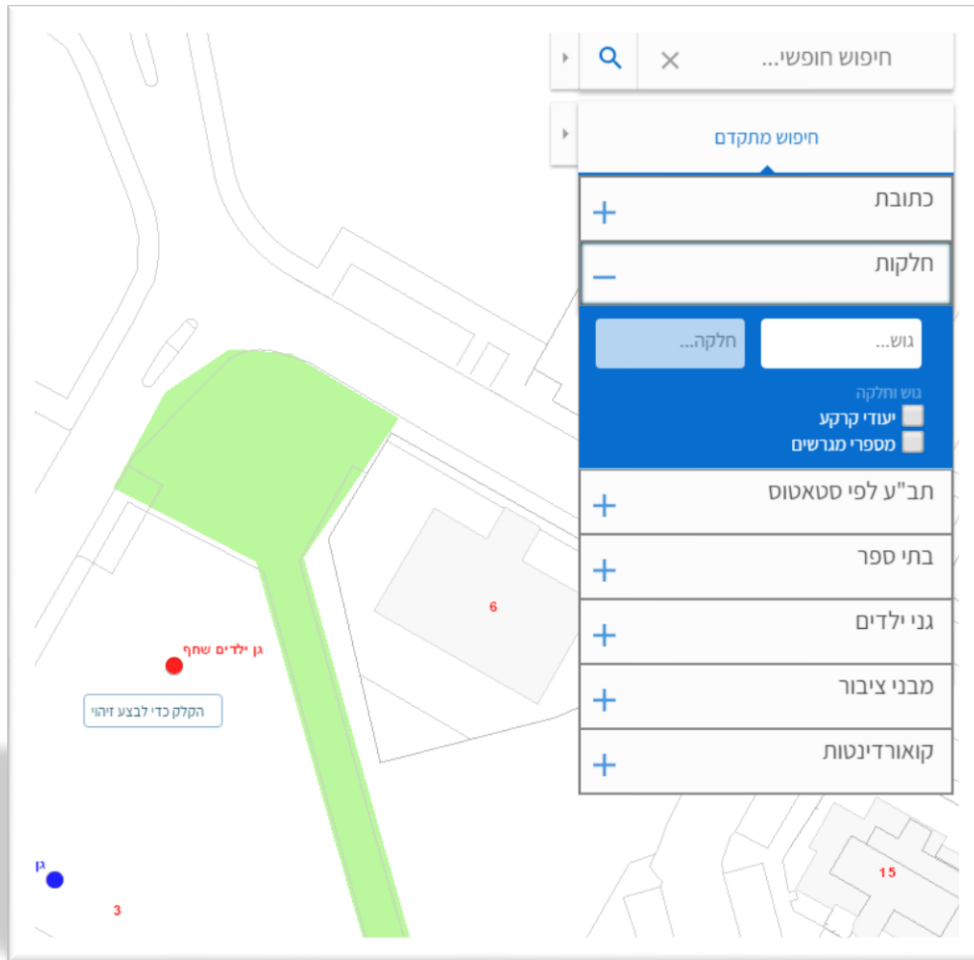 חיפוש חופשי...
חיפוש מתקדם
כתובת
חלקות
גוש...
חלקה...
גוש וחלקה
יעודי קרקע
מספרי מגרשים
תב"ע לפי סטאטוס
בתי ספר
גני ילדים
מבני ציבור
קואורדינטות
6
גן ילדים שחף
הקלק כדי לבצע זיהוי
גן
3
15